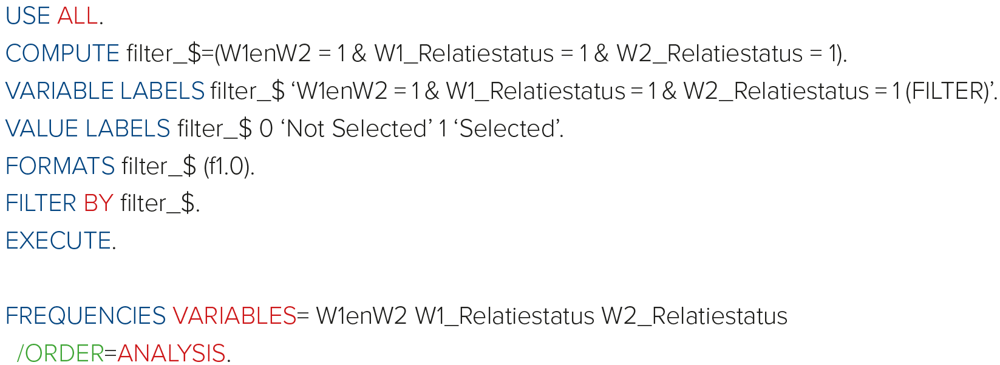 USE ALL.
COMPUTE filter_$=(W1enW2 = 1 & W1_Relatiestatus = 1 & W2_Relatiestatus = 1).
VARIABLE LABELS filter_$ ‘W1enW2 = 1 & W1_Relatiestatus = 1 & W2_Relatiestatus = 1 (FILTER)’.
VALUE LABELS filter_$ 0 ‘Not Selected’ 1 ‘Selected’.
FORMATS filter_$ (f1.0).
FILTER BY filter_$.
EXECUTE.
FREQUENCIES VARIABLES= W1enW2 W1_Relatiestatus W2_Relatiestatus
/ORDER=ANALYSIS.